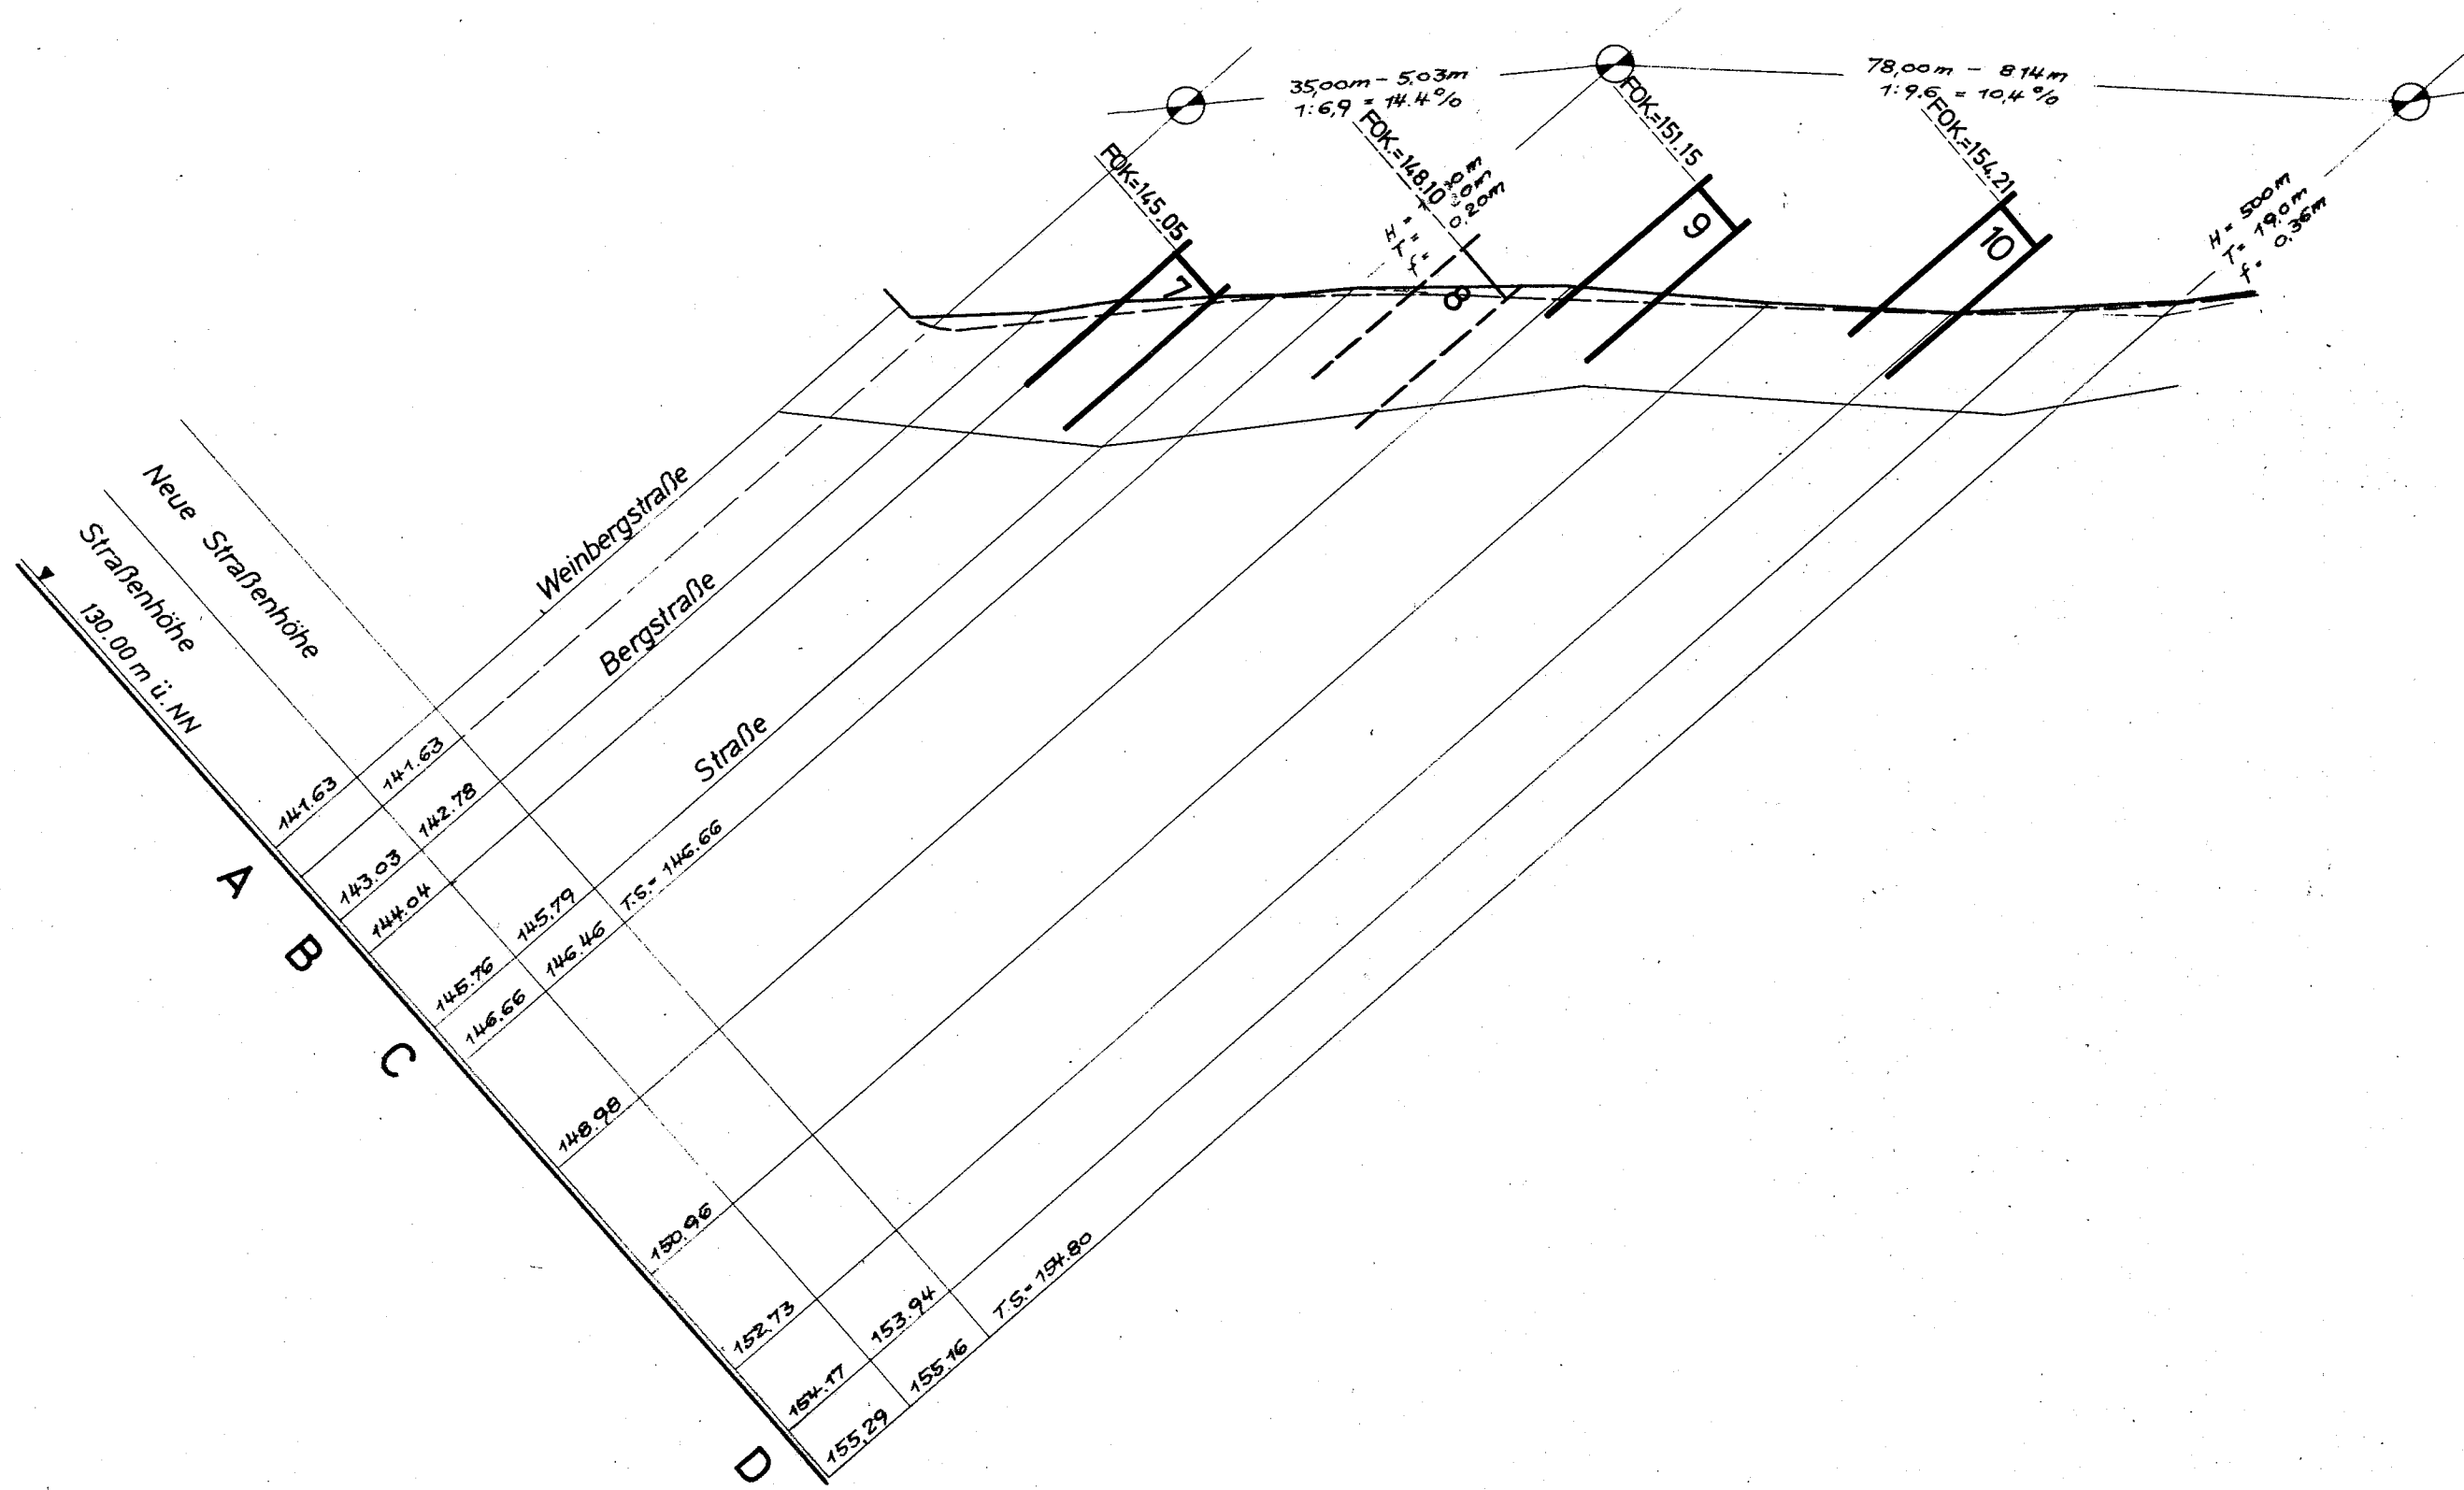 35,00m - 5.03m
1:6,9 = 14.4%
78,00m - 8.14m
1:9.6 = 10,4%
FOK.=145.05
FOK.=148.10
FOK.=151.15
FOK.=154.21
7
8
9
10
H =
T =
f = 0.20m
H = 500m
T = 19.0m
f = 0.36m
Neue Straßenhöhe
Straßenhöhe
130.00 m ü. NN
Weinbergstraße
Bergstraße
Straße
141.63
141.63
143.03
142.78
144.04
145.76
145.79
146.66
146.46
T.S.= 146.66
148.98
150.96
152.73
154.17
153.94
155,29
155.16
T.S.= 154.80
A
B
C
D